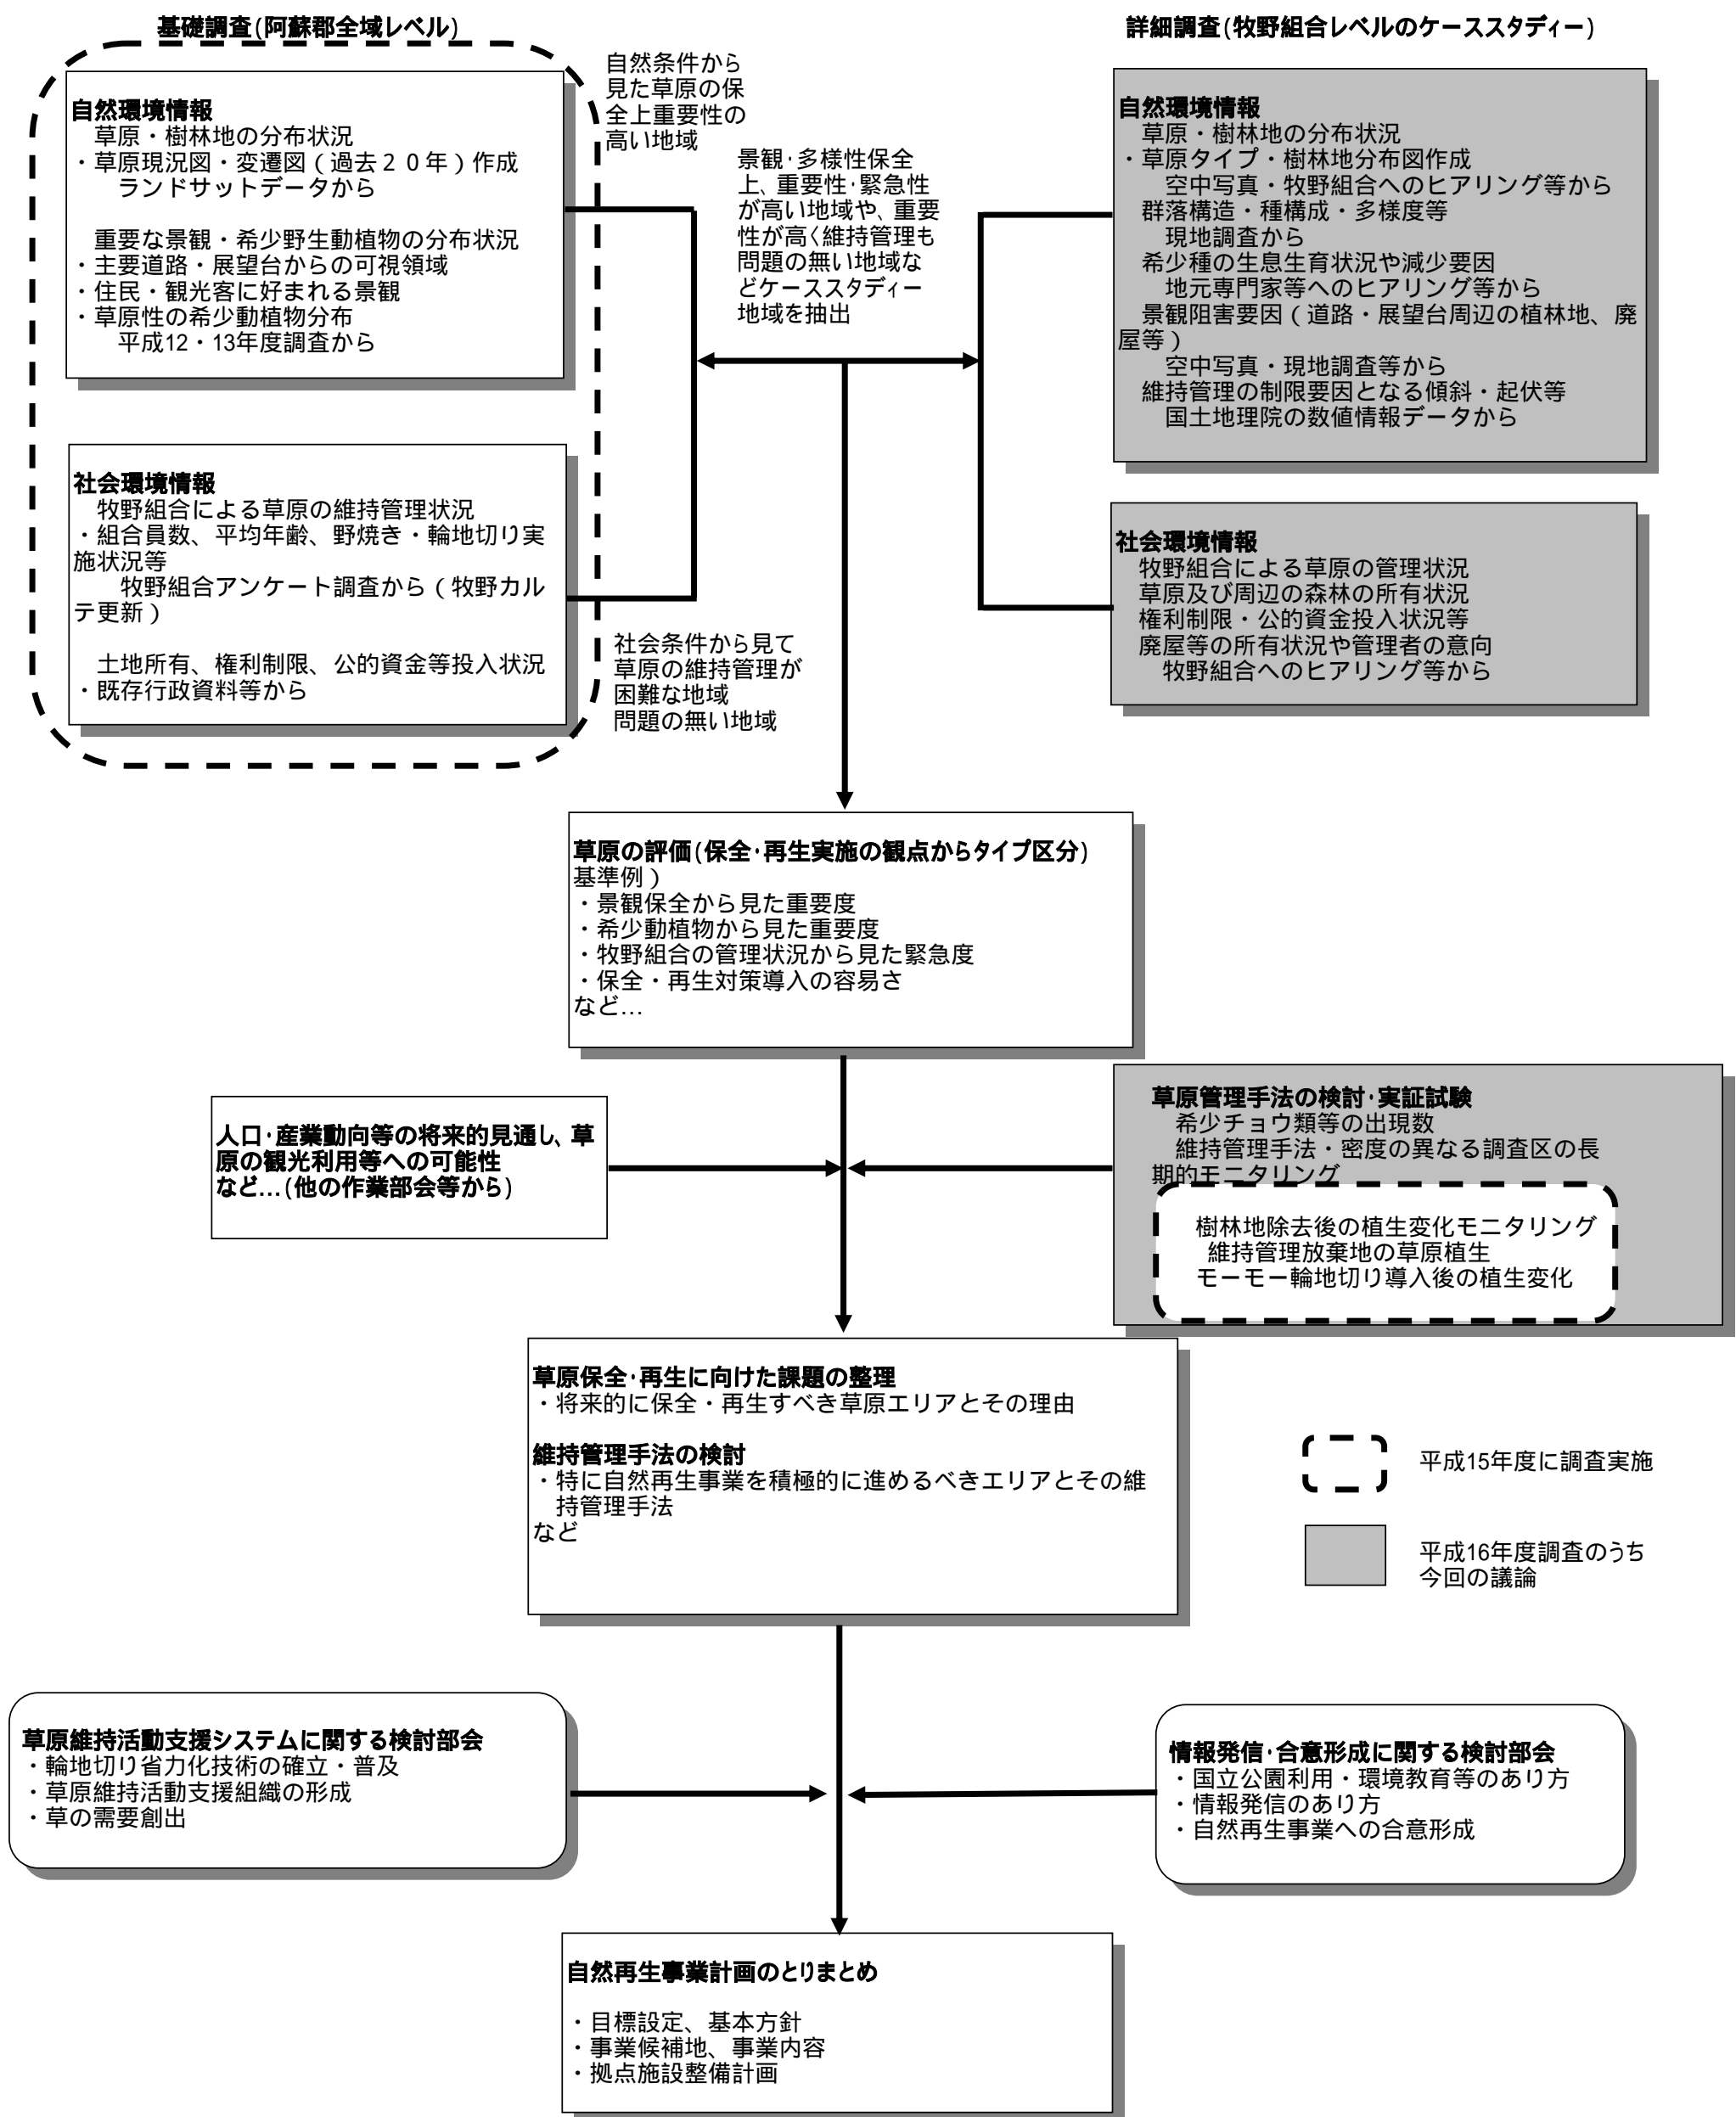 基礎調査(阿蘇郡全域レベル)
自然環境情報
草原・樹林地の分布状況
・草原現況図・変遷図（過去２０年）作成
ランドサットデータから
重要な景観・希少野生動植物の分布状況
・主要道路・展望台からの可視領域
・住民・観光客に好まれる景観
・草原性の希少動植物分布
平成12・13年度調査から
社会環境情報
牧野組合による草原の維持管理状況
・組合員数、平均年齢、野焼き・輪地切り実
施状況等
牧野組合アンケート調査から（牧野カル
テ更新）
土地所有、権利制限、公的資金等投入状況
・既存行政資料等から
自然条件から
見た草原の保
全上重要性の
高い地域
景観･多様性保全
上、重要性･緊急性
が高い地域や、重要
性が高く維持管理も
問題の無い地域な
どケーススタディー
地域を抽出
社会条件から見て
草原の維持管理が
困難な地域
問題の無い地域
詳細調査(牧野組合レベルのケーススタディー)
自然環境情報
草原・樹林地の分布状況
・草原タイプ・樹林地分布図作成
空中写真・牧野組合へのヒアリング等から
群落構造・種構成・多様度等
現地調査から
希少種の生息生育状況や減少要因
地元専門家等へのヒアリング等から
景観阻害要因（道路・展望台周辺の植林地、廃
屋等）
空中写真・現地調査等から
維持管理の制限要因となる傾斜・起伏等
国土地理院の数値情報データから
社会環境情報
牧野組合による草原の管理状況
草原及び周辺の森林の所有状況
権利制限・公的資金投入状況等
廃屋等の所有状況や管理者の意向
牧野組合へのヒアリング等から
草原の評価(保全･再生実施の観点からタイプ区分)
基準例）
・景観保全から見た重要度
・希少動植物から見た重要度
・牧野組合の管理状況から見た緊急度
・保全・再生対策導入の容易さ
など…
人口･産業動向等の将来的見通し、草
原の観光利用等への可能性
など…(他の作業部会等から)
草原管理手法の検討･実証試験
希少チョウ類等の出現数
維持管理手法・密度の異なる調査区の長
期的モニタリング
樹林地除去後の植生変化モニタリング
維持管理放棄地の草原植生
モーモー輪地切り導入後の植生変化
草原保全･再生に向けた課題の整理
・将来的に保全・再生すべき草原エリアとその理由
維持管理手法の検討
・特に自然再生事業を積極的に進めるべきエリアとその維
持管理手法
など
平成15年度に調査実施
平成16年度調査のうち
今回の議論
草原維持活動支援システムに関する検討部会
・輪地切り省力化技術の確立・普及
・草原維持活動支援組織の形成
・草の需要創出
情報発信･合意形成に関する検討部会
・国立公園利用・環境教育等のあり方
・情報発信のあり方
・自然再生事業への合意形成
自然再生事業計画のとりまとめ
・目標設定、基本方針
・事業候補地、事業内容
・拠点施設整備計画